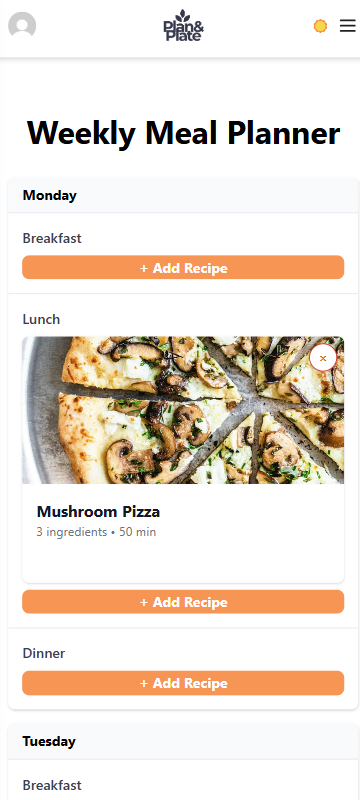 Plan&
Plate
Weekly Meal Planner
Monday
Breakfast
+ Add Recipe
Lunch
×
Mushroom Pizza
3 ingredients • 50 min
+ Add Recipe
Dinner
+ Add Recipe
Tuesday
Breakfast